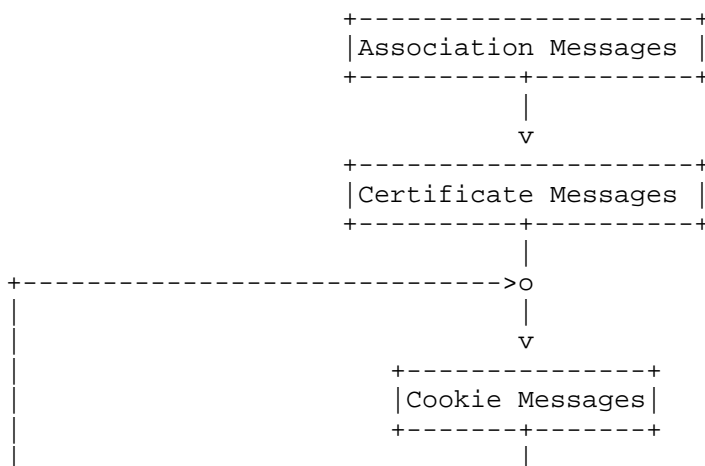 Association Messages
Certificate Messages
Cookie Messages